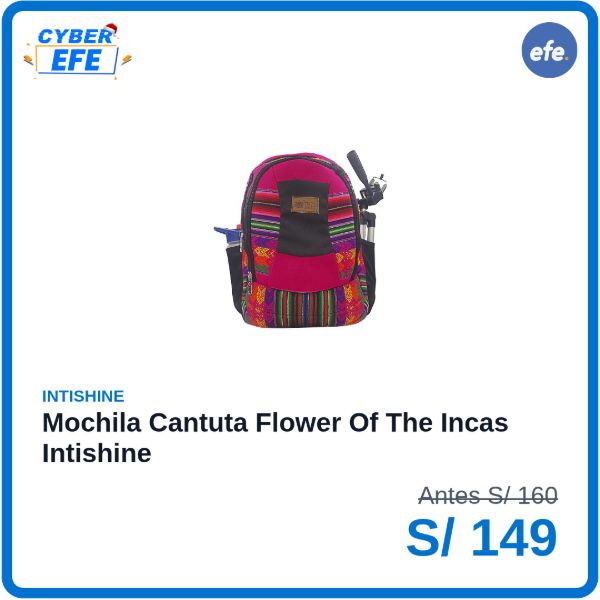 CYBER
EFE
efe.
INTISHINE
Mochila Cantuta Flower Of The Incas
Intishine
Antes S/ 160
S/ 149